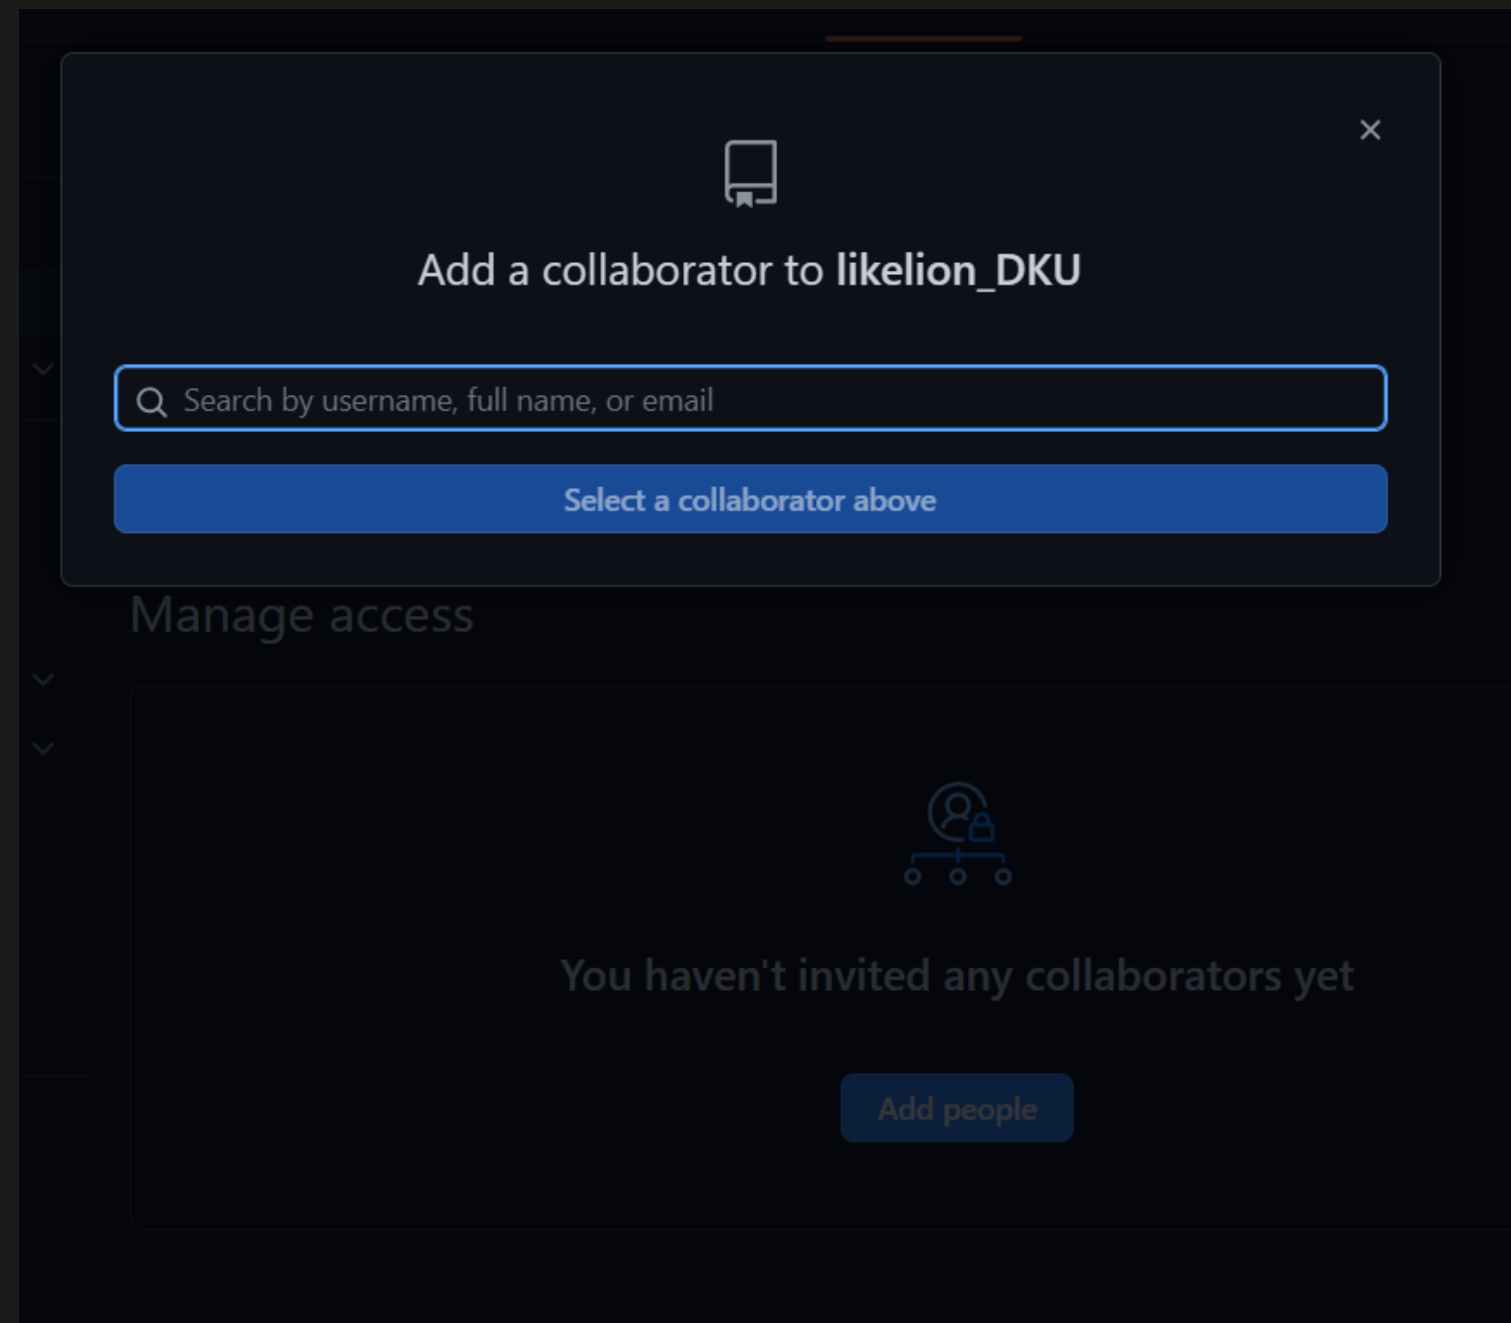 Add a collaborator to likelion_DKU
Search by username, full name, or email
Select a collaborator above
Manage access
You haven't invited any collaborators yet
Add people